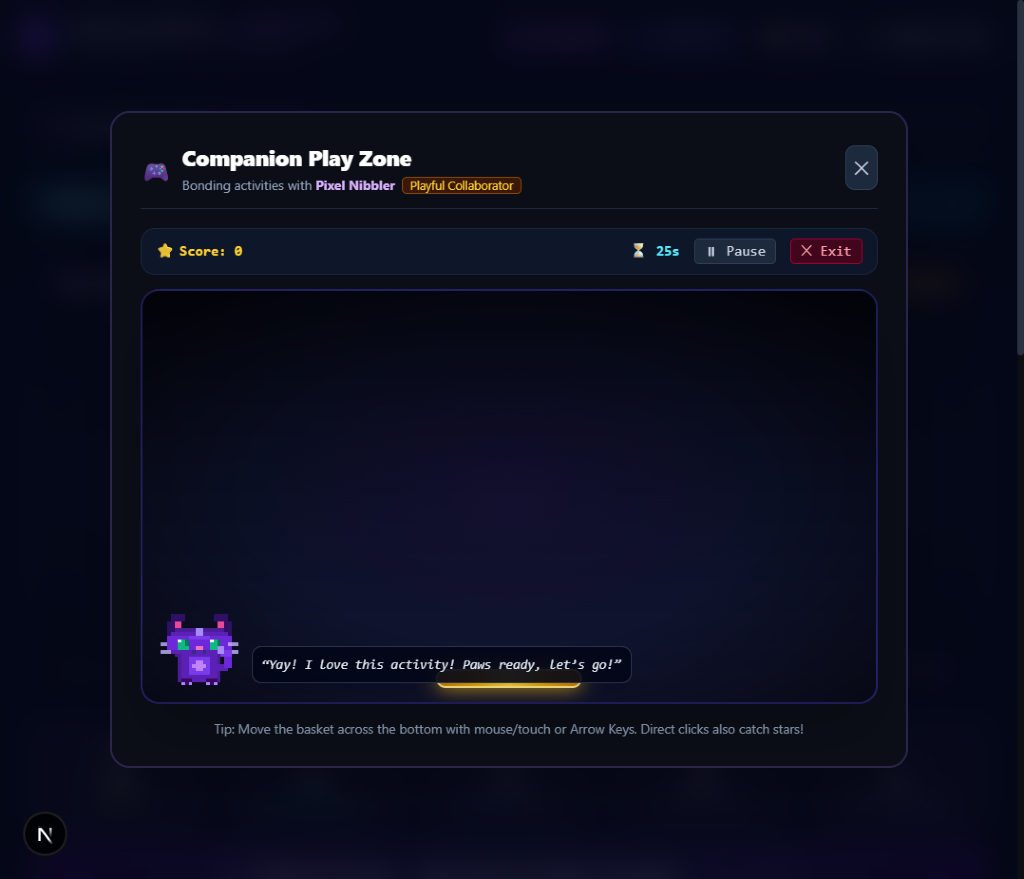 Companion Play Zone
Bonding activities with Pixel Nibbler Playful Collaborator
Score: 0
25s
Pause
Exit
“Yay! I love this activity! Paws ready, let’s go!”
Tip: Move the basket across the bottom with mouse/touch or Arrow Keys. Direct clicks also catch stars!
N